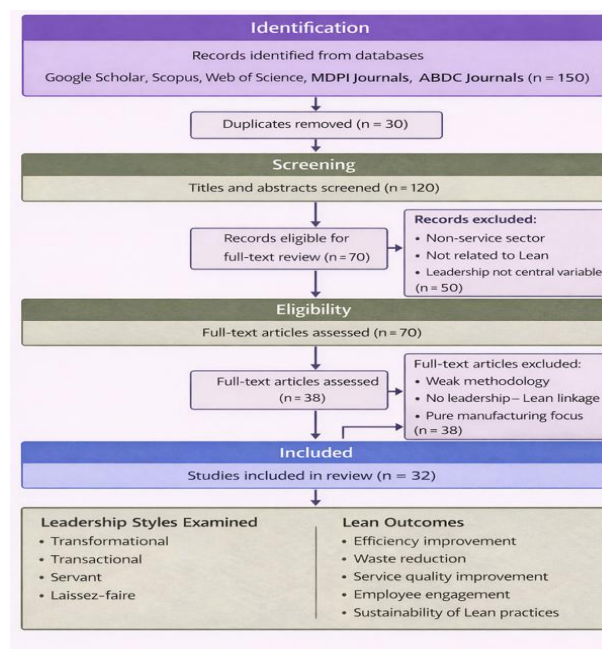 Identification
Records identified from databases
Google Scholar, Scopus, Web of Science, MDPI Journals, ABDC Journals (n = 150)
Duplicates removed (n = 30)
Screening
Titles and abstracts screened (n = 120)
Records eligible for
full-text review (n = 70)
Records excluded:
• Non-service sector
• Not related to Lean
• Leadership not central variable
(n = 50)
Eligibility
Full-text articles assessed (n = 70)
Full-text articles assessed
(n = 38)
Full-text articles excluded:
• Weak methodology
• No leadership – Lean linkage
• Pure manufacturing focus
(n = 38)
Included
Studies included in review (n = 32)
Leadership Styles Examined
• Transformational
• Transactional
• Servant
• Laissez-faire
Lean Outcomes
• Efficiency improvement
• Waste reduction
• Service quality improvement
• Employee engagement
• Sustainability of Lean practices